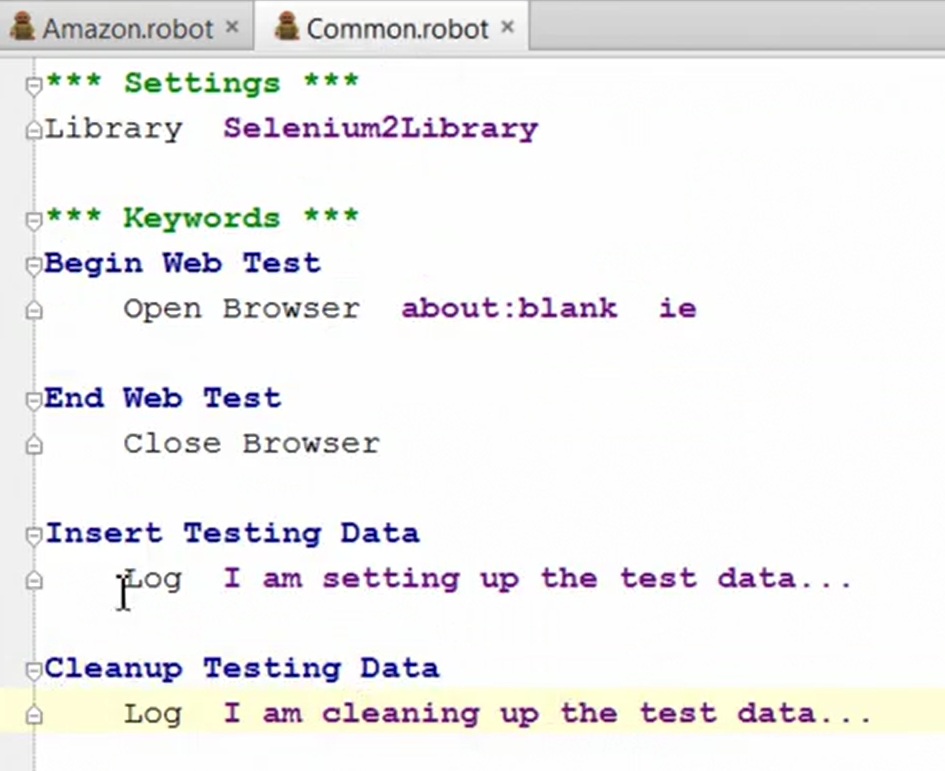 Amazon.robot × Common.robot ×
*** Settings ***
Library  Selenium2Library
*** Keywords ***
Begin Web Test
    Open Browser  about:blank  ie
End Web Test
    Close Browser
Insert Testing Data
    Log  I am setting up the test data...
Cleanup Testing Data
    Log  I am cleaning up the test data...